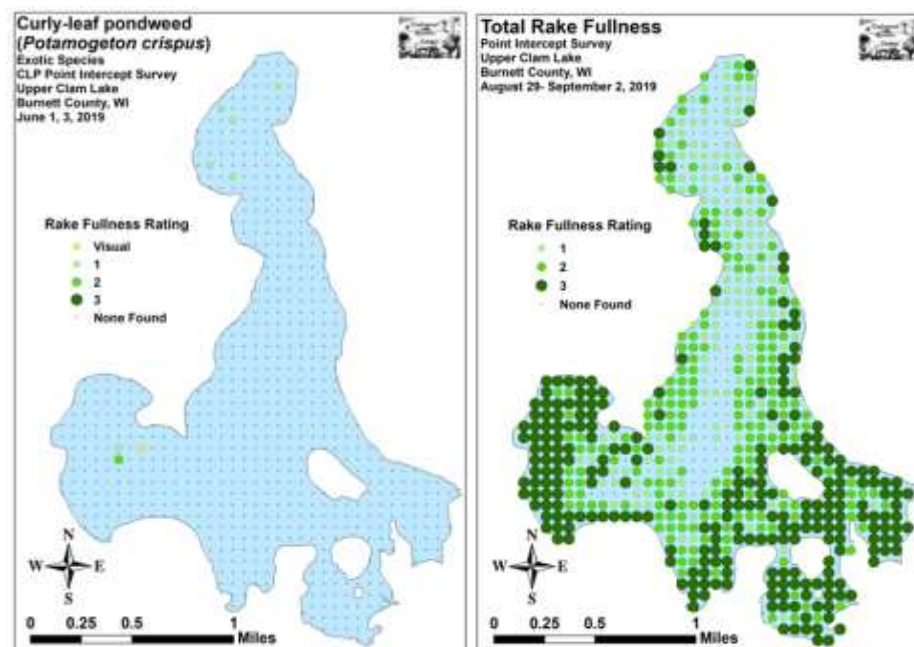 Curly-leaf pondweed
(Potamogeton crispus)
Exotic Species
CLP Point Intercept Survey
Upper Clam Lake
Burnett County, WI
June 1, 3, 2019
Rake Fullness Rating
Visual
1
2
3
None Found
N
W E
S
0 0.25 0.5 1
Miles
Total Rake Fullness
Point Intercept Survey
Upper Clam Lake
Burnett County, WI
August 29- September 2, 2019
Rake Fullness Rating
1
2
3
None Found
N
W E
S
0 0.25 0.5 1
Miles